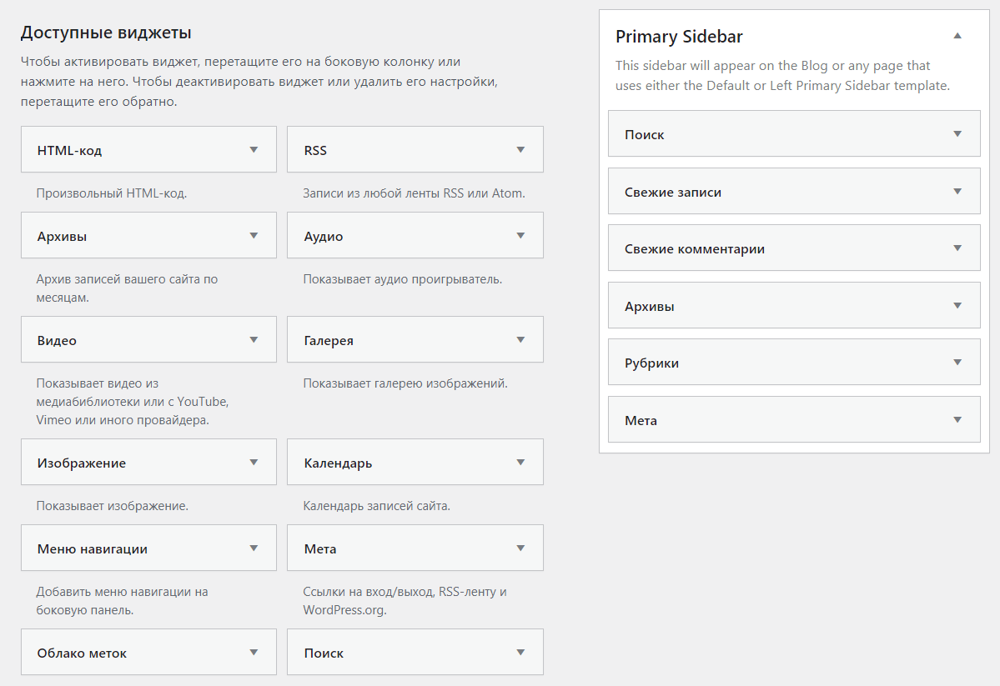 Доступные виджеты
Чтобы активировать виджет, перетащите его на боковую колонку или
нажмите на него. Чтобы деактивировать виджет или удалить его настройки,
перетащите его обратно.
HTML-код
RSS
Произвольный HTML-код.
Записи из любой ленты RSS или Atom.
Архивы
Аудио
Архив записей вашего сайта по
месяцам.
Показывает аудио проигрыватель.
Видео
Галерея
Показывает видео из
медиабиблиотеки или с YouTube,
Vimeo или иного провайдера.
Показывает галерею изображений.
Изображение
Календарь
Показывает изображение.
Календарь записей сайта.
Меню навигации
Мета
Добавить меню навигации на
боковую панель.
Ссылки на вход/выход, RSS-ленту и
WordPress.org.
Облако меток
Поиск
Primary Sidebar
This sidebar will appear on the Blog or any page that
uses either the Default or Left Primary Sidebar template.
Поиск
Свежие записи
Свежие комментарии
Архивы
Рубрики
Мета